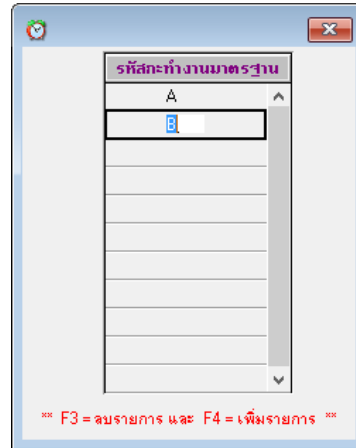 รหัสกะทำงานมาตรฐาน
A
B
** F3 = ลบรายการ และ F4 = เพิ่มรายการ **